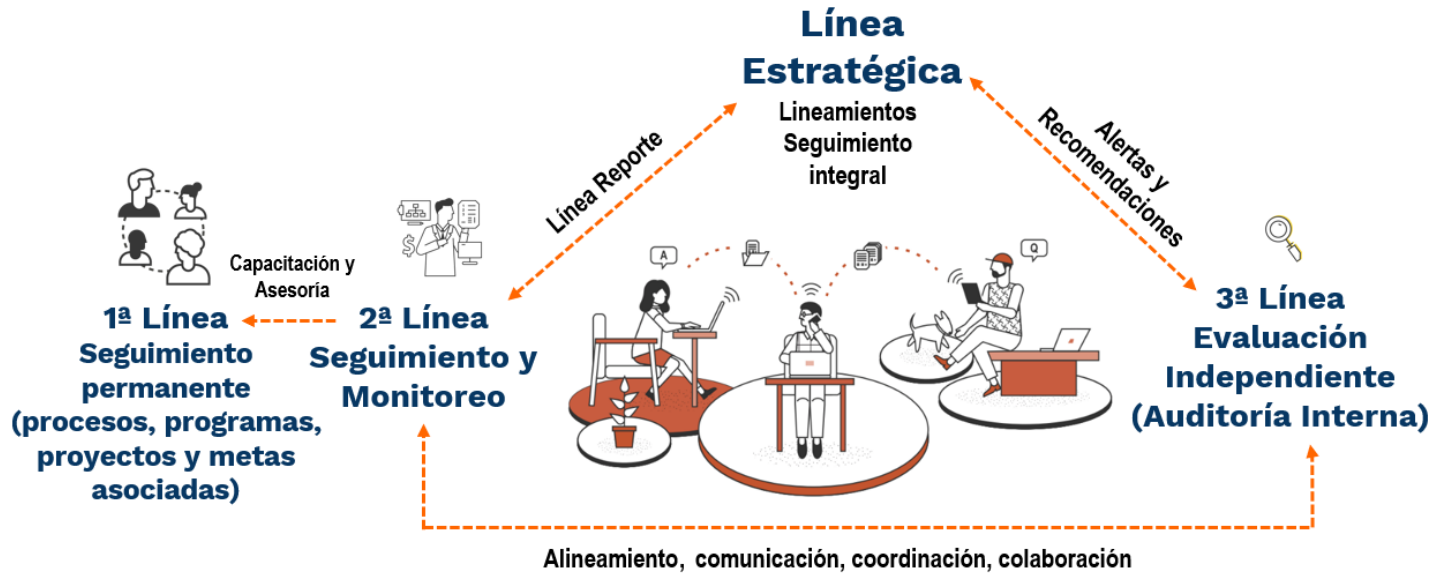 Línea
Estratégica
Lineamientos
Seguimiento
integral
Línea Reporte
Alertas y
Recomendaciones
Capacitación y
Asesoría
1ª Línea
Seguimiento
permanente
(procesos, programas,
proyectos y metas
asociadas)
2ª Línea
Seguimiento y
Monitoreo
$
A
Q
3ª Línea
Evaluación
Independiente
(Auditoría Interna)
Alineamiento, comunicación, coordinación, colaboración